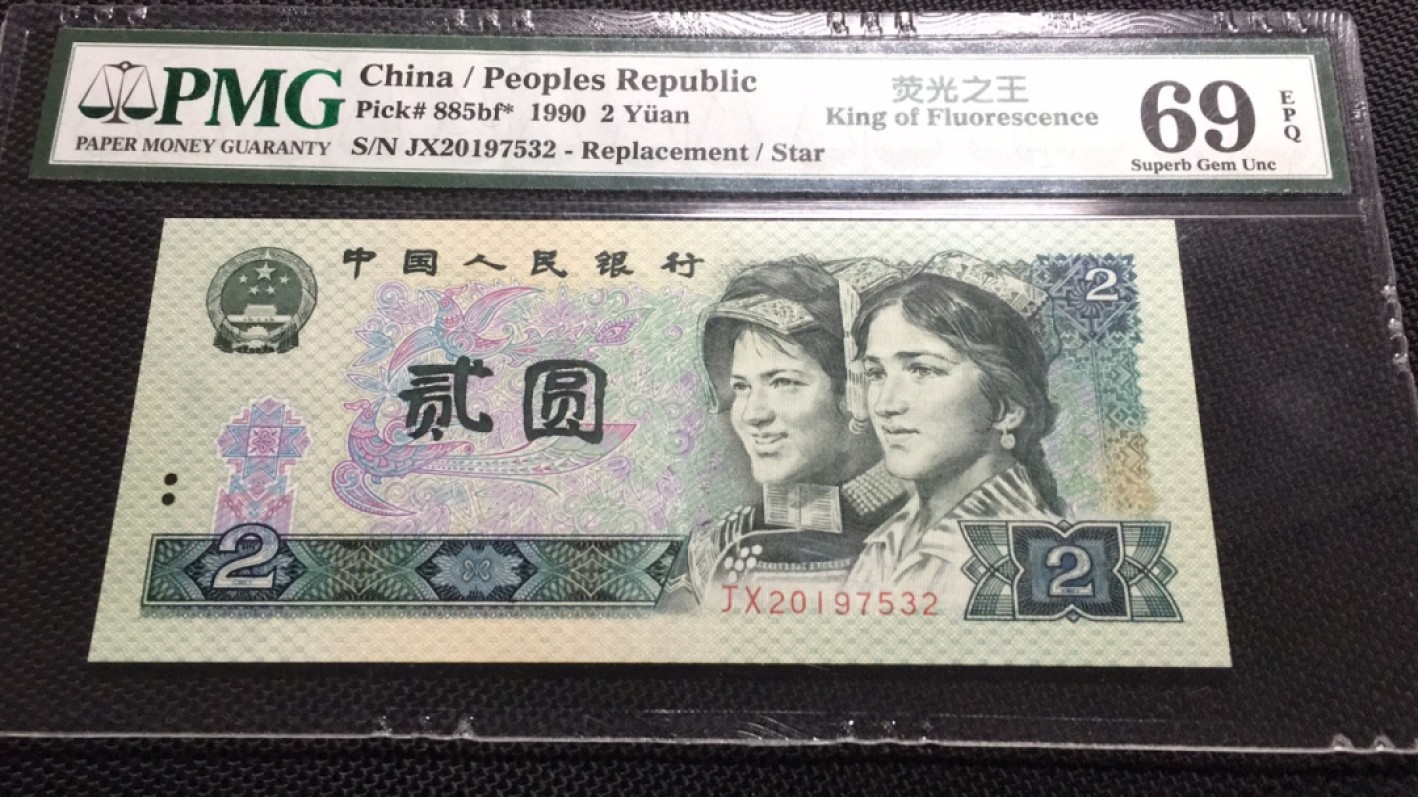 PMG
PAPER MONEY GUARANTY
China / Peoples Republic
Pick# 885bf* 1990 2 Yüan
S/N JX20197532 - Replacement / Star
荧光之王
King of Fluorescence
69
EPQ
Superb Gem Unc
中国人民银行
2
贰圆
2
2
JX20197532